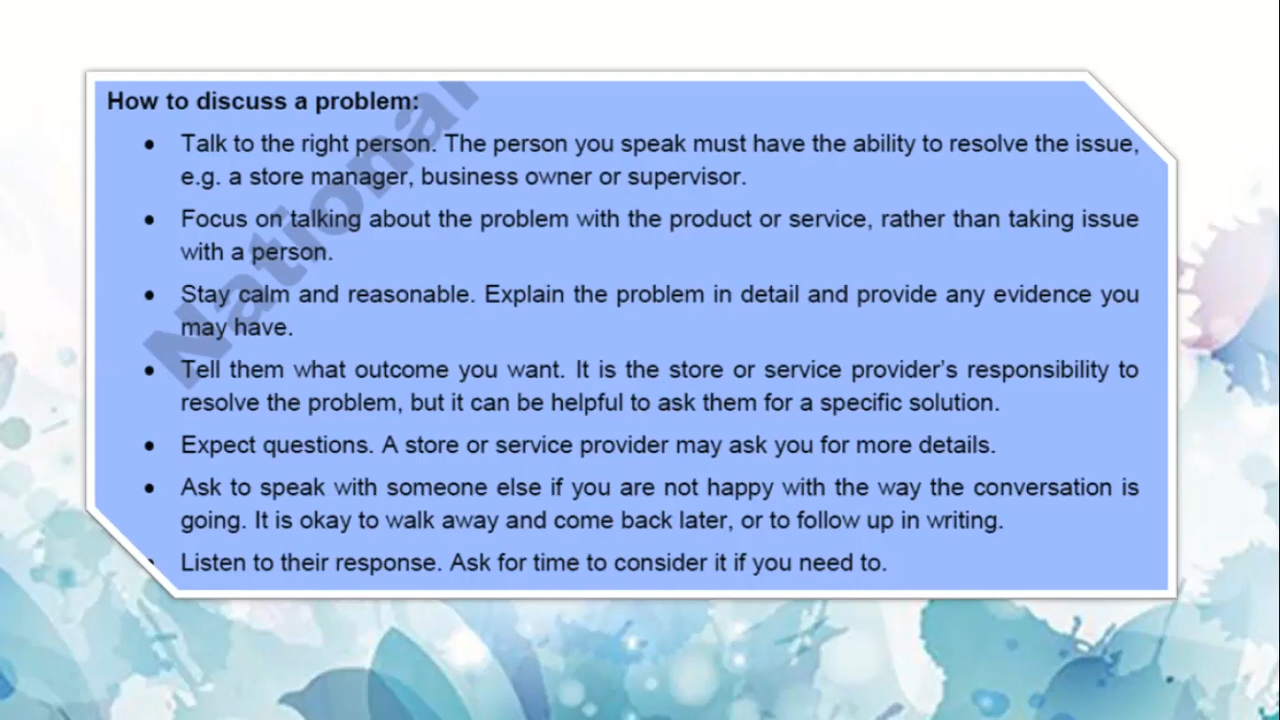 How to discuss a problem:
• Talk to the right person. The person you speak must have the ability to resolve the issue,
e.g. a store manager, business owner or supervisor.
• Focus on talking about the problem with the product or service, rather than taking issue
with a person.
• Stay calm and reasonable. Explain the problem in detail and provide any evidence you
may have.
• Tell them what outcome you want. It is the store or service provider's responsibility to
resolve the problem, but it can be helpful to ask them for a specific solution.
• Expect questions. A store or service provider may ask you for more details.
• Ask to speak with someone else if you are not happy with the way the conversation is
going. It is okay to walk away and come back later, or to follow up in writing.
• Listen to their response. Ask for time to consider it if you need to.
National